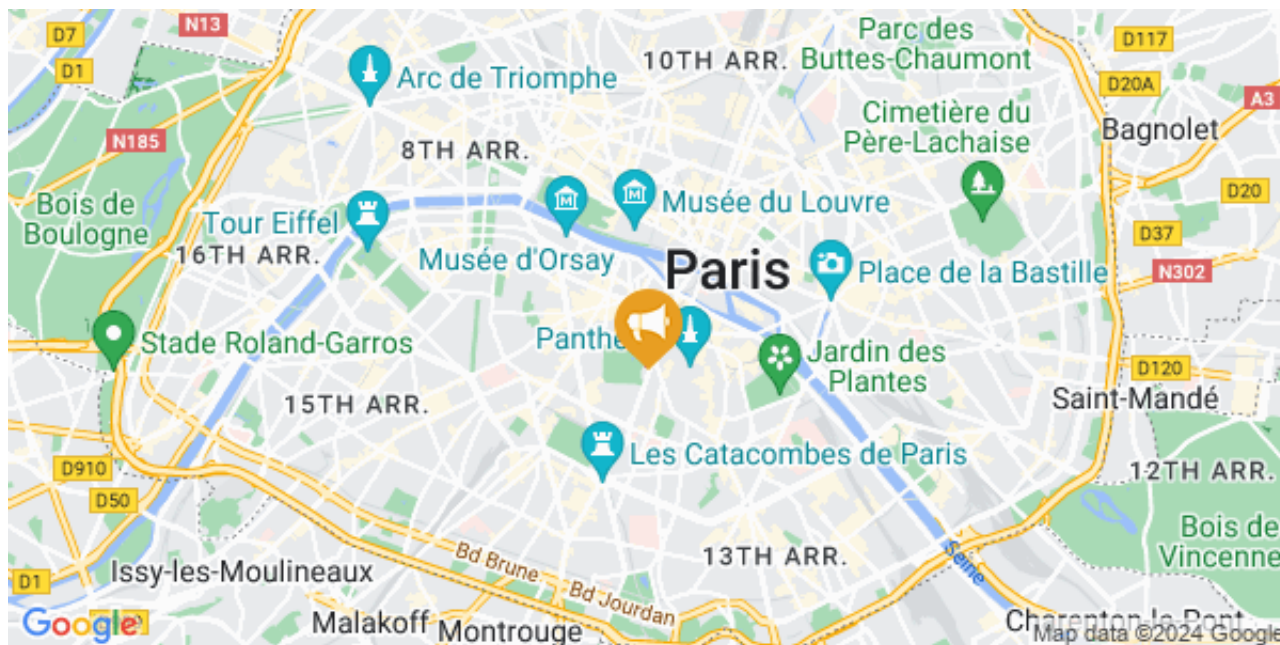 N13
D7
D1
Arc de Triomphe
10TH ARR.
Parc des
Buttes-Chaumont
D117
D20A
A3
N185
8TH ARR.
Cimetière du
Père-Lachaise
Bagnolet
Bois de
Boulogne
Tour Eiffel
16TH ARR.
Musée d'Orsay
Musée du Louvre
Paris
Place de la Bastille
D20
D37
N302
Stade Roland-Garros
Panthe
Jardin des
Plantes
D120
Saint-Mandé
15TH ARR.
Les Catacombes de Paris
12TH ARR.
D910
D50
Bois de
Vincenne
D1
Issy-les-Moulineaux
Bd Brune
Bd Jourdan
13TH ARR.
Seine
Malakoff
Montrouge
Charenton-le-Pont
Google
Map data ©2024 Google